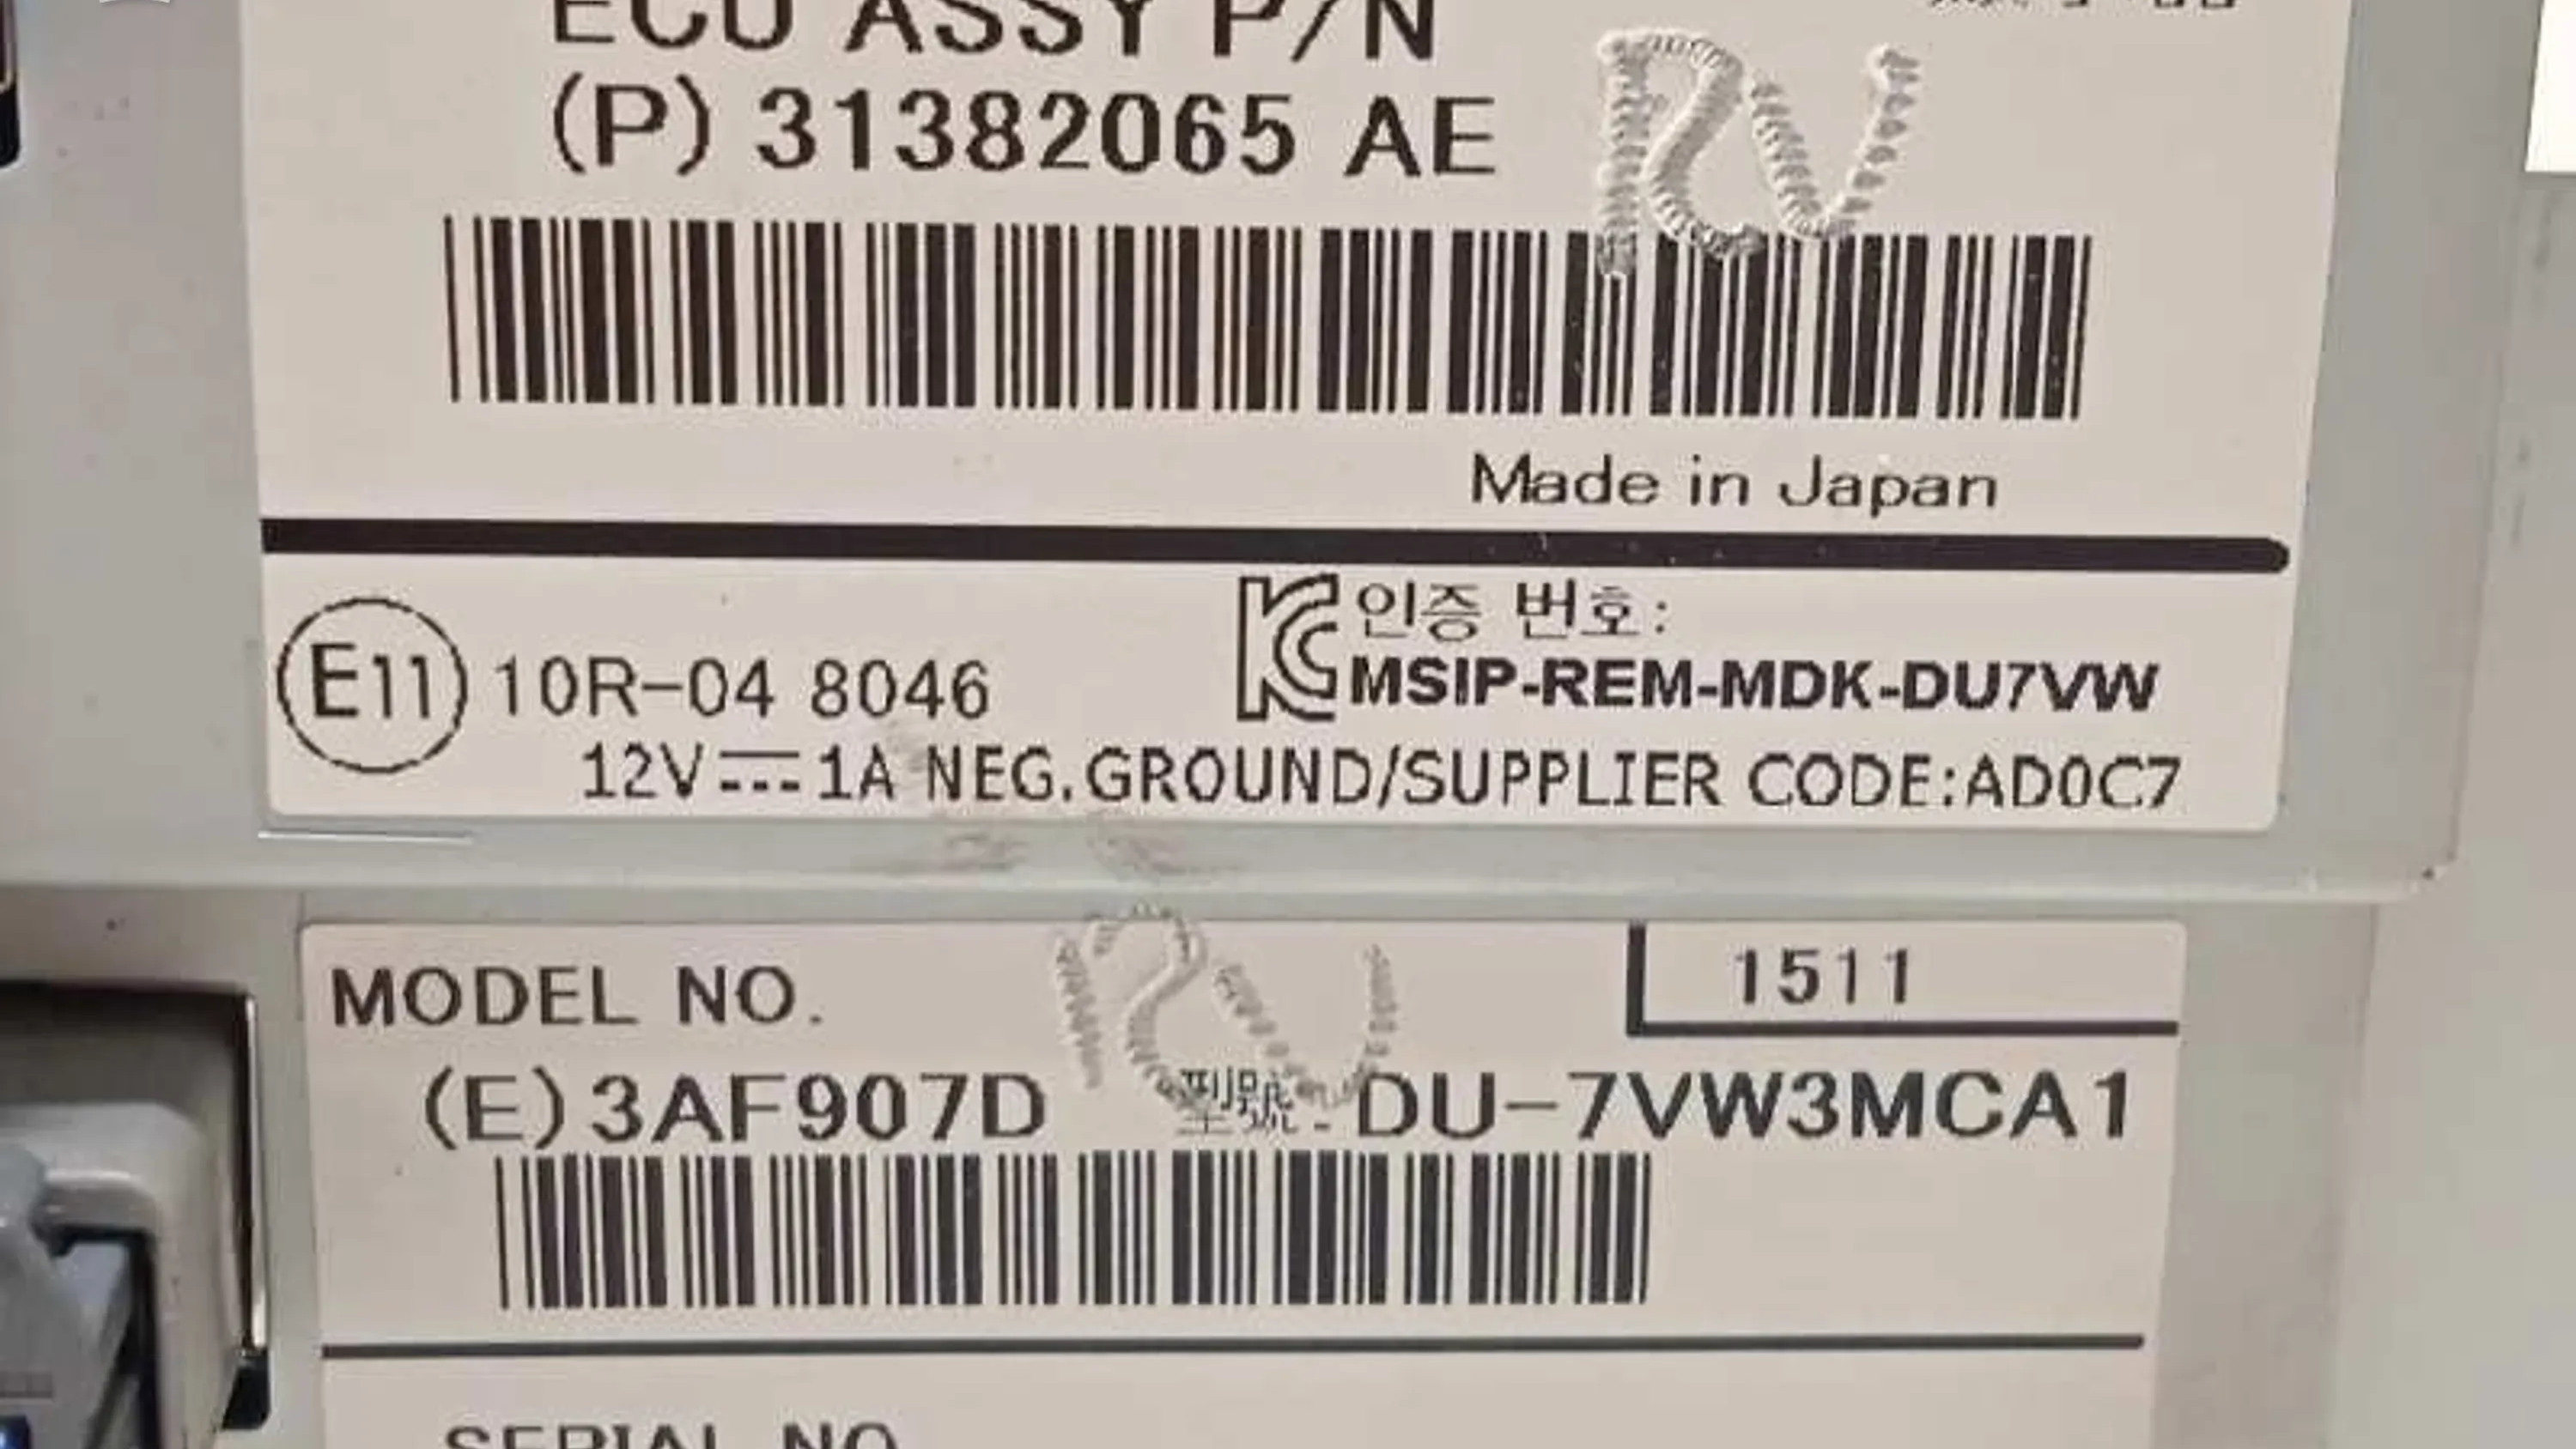 ECU ASSY P/N
(P) 31382065 AE
Made in Japan
E11 10R-04 8046
KC 인증 번호:
MSIP-REM-MDK-DU7VW
12V⎓1A NEG.GROUND/SUPPLIER CODE:AD0C7
MODEL NO.
1511
(E)3AF907D 型號.DU-7VW3MCA1
SERIAL NO